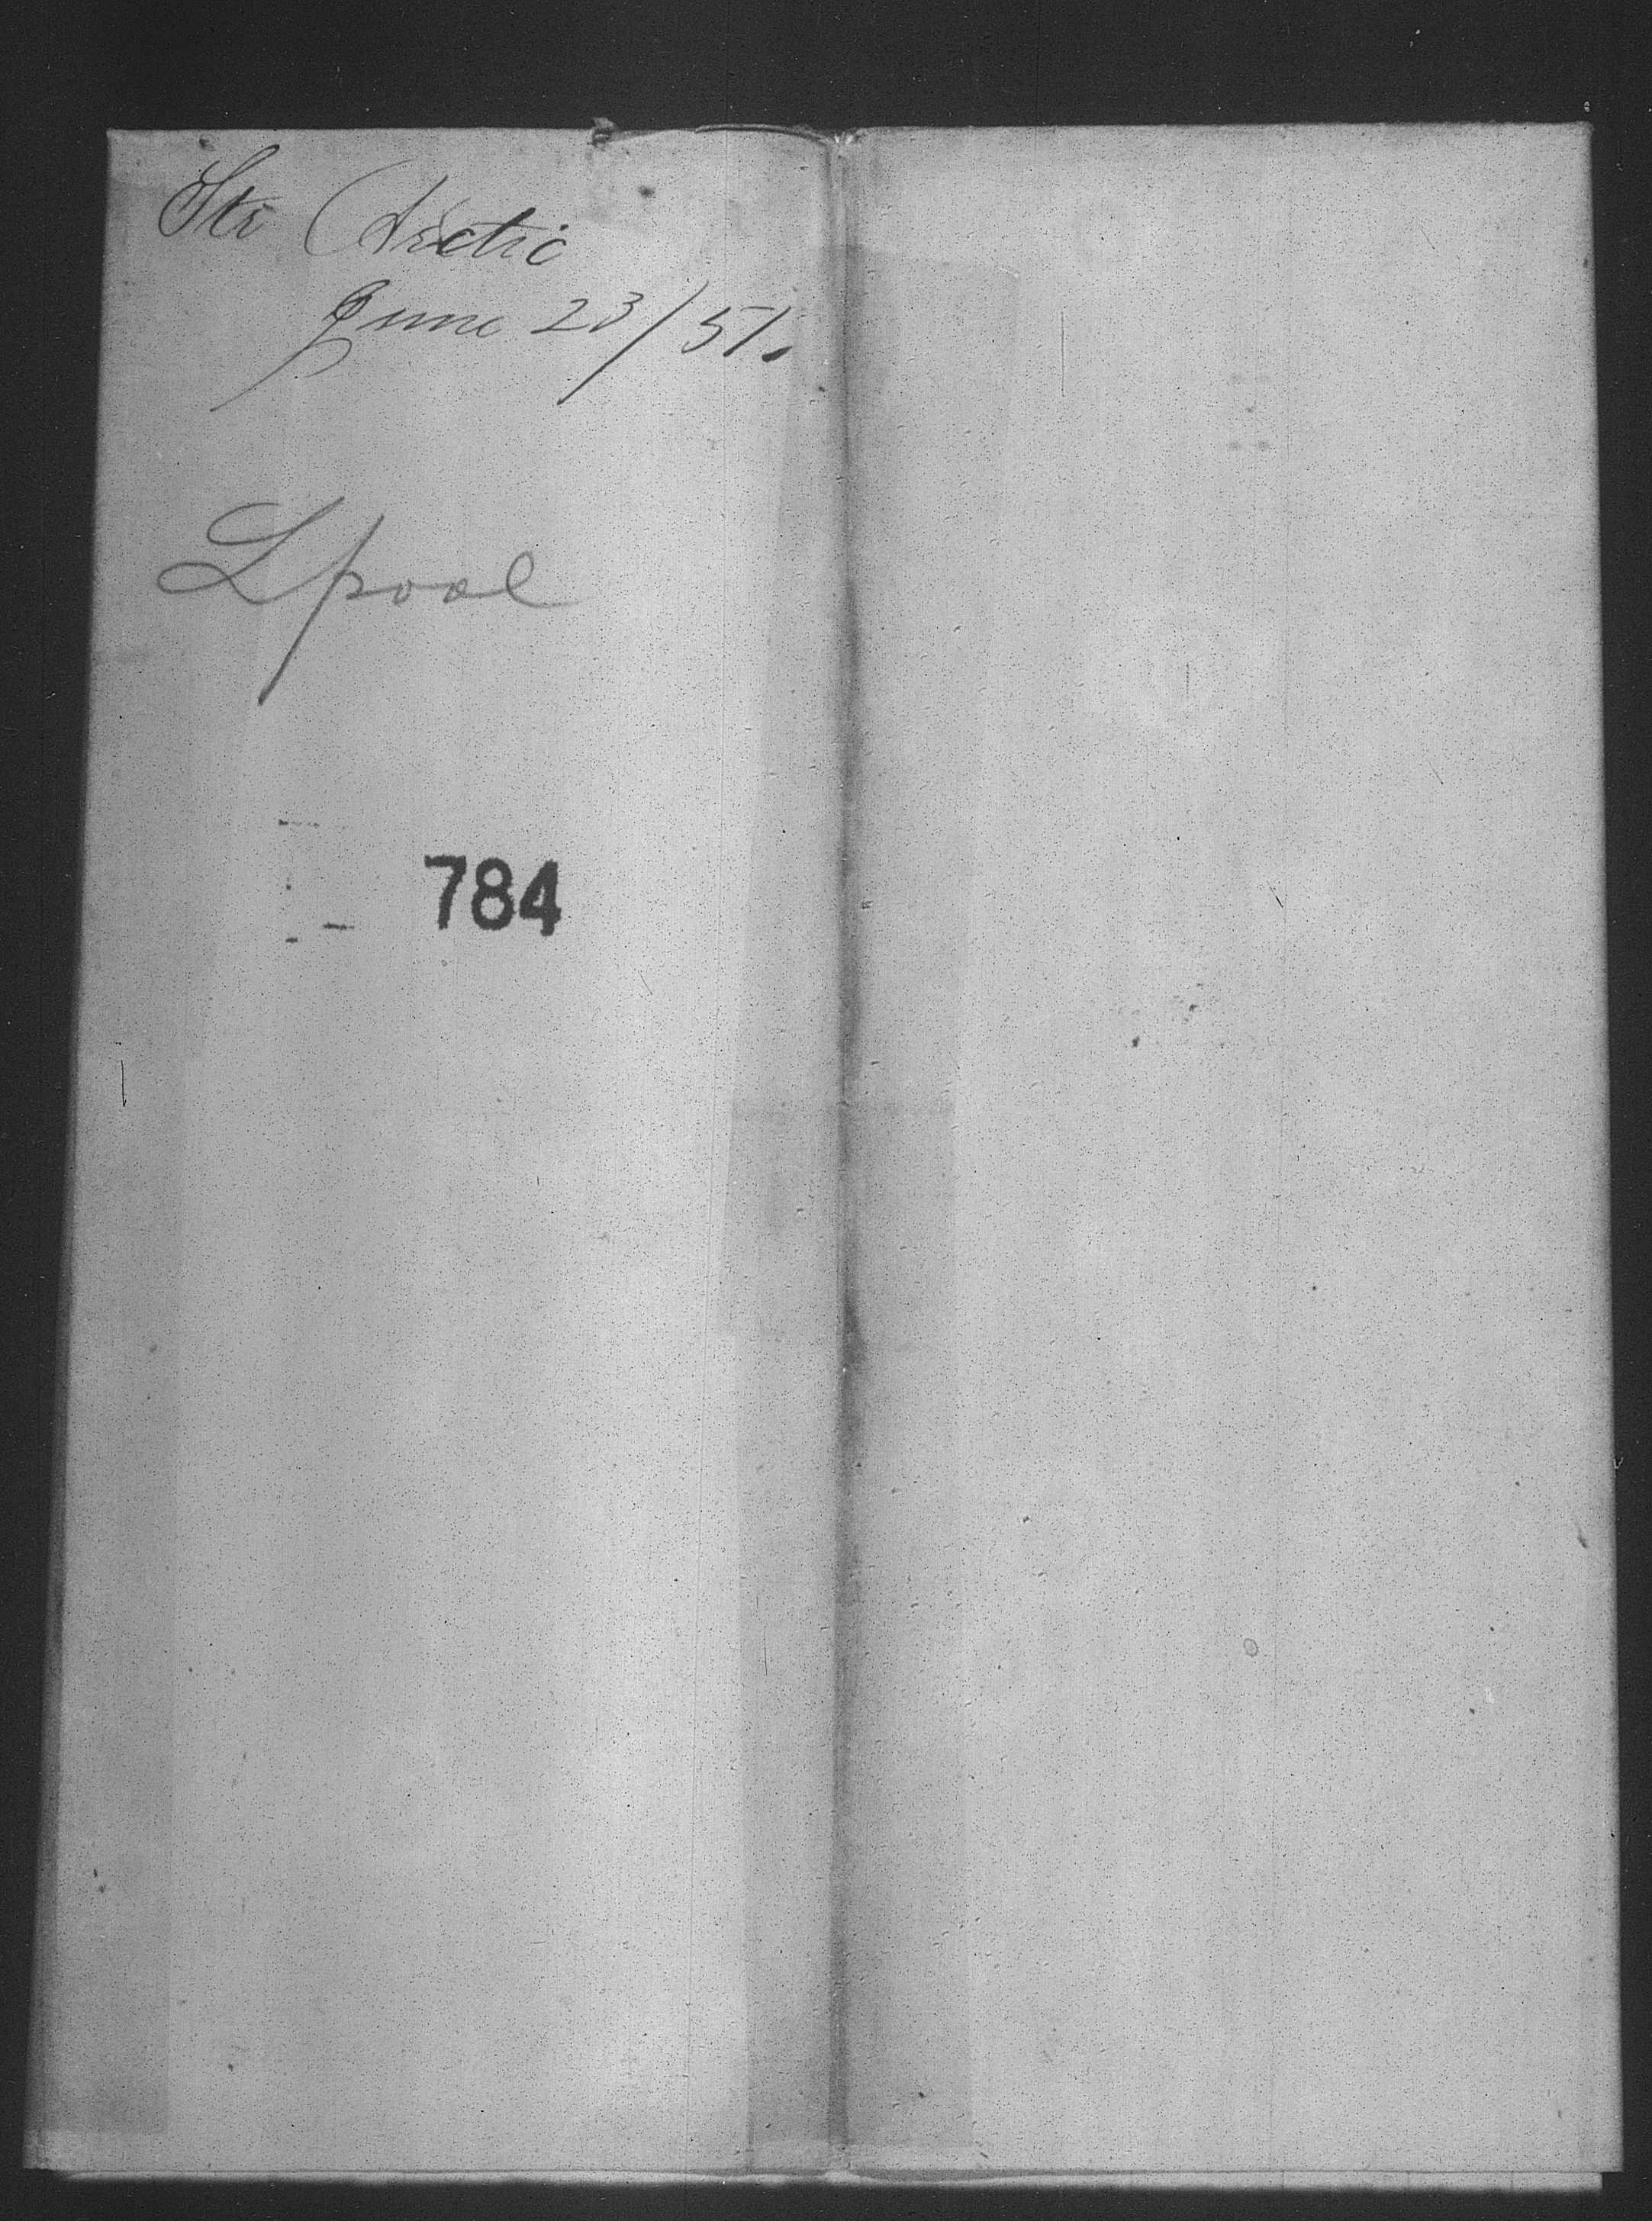 Str Arctic
June 23/51.
Lpool
784